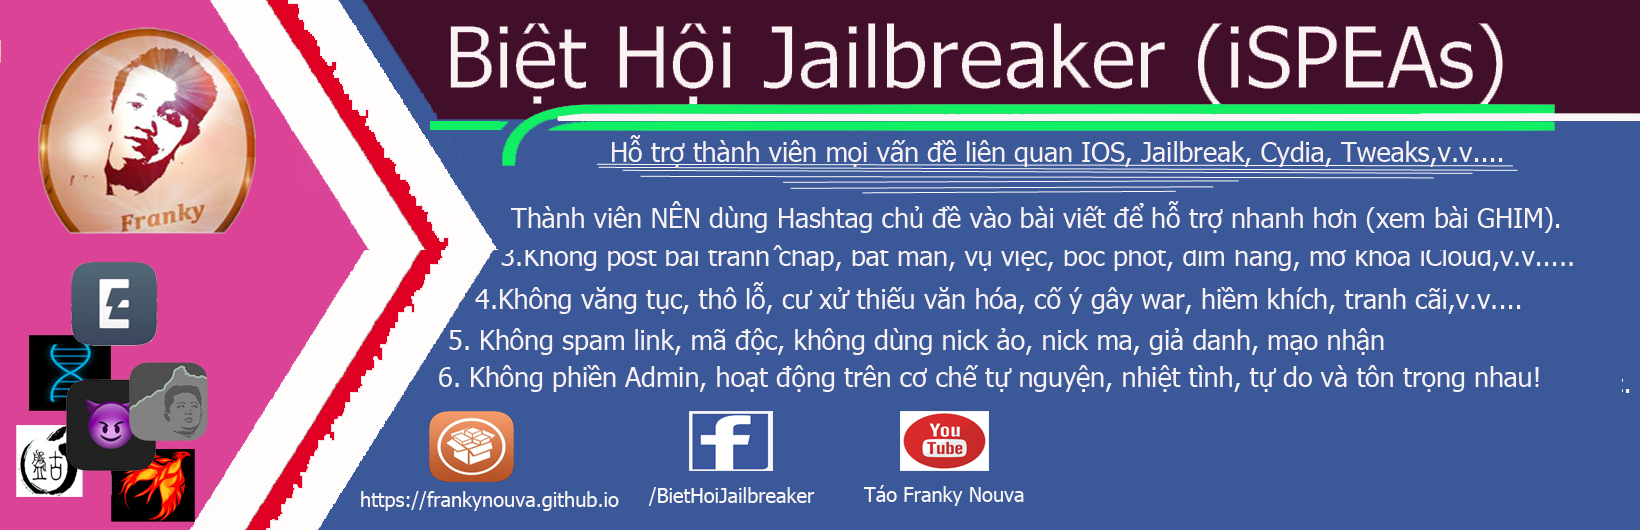 Biệt Hội Jailbreaker (iSPEAs)
Hỗ trợ thành viên mọi vấn đề liên quan IOS, Jailbreak, Cydia, Tweaks,v.v....
Thành viên NÊN dùng Hashtag chủ đề vào bài viết để hỗ trợ nhanh hơn (xem bài GHIM).
3.Không post bài tranh chấp, bất mãn, vụ việc, bóc phốt, dìm hàng, mở khóa iCloud,v.v.....
4.Không văng tục, thô lỗ, cư xử thiếu văn hóa, cố ý gây war, hiềm khích, tranh cãi,v.v....
5. Không spam link, mã độc, không dùng nick ảo, nick ma, giả danh, mạo nhận
6. Không phiền Admin, hoạt động trên cơ chế tự nguyện, nhiệt tình, tự do và tôn trọng nhau!
Franky
You
Tube
https://frankynouva.github.io
/BietHoiJailbreaker
Táo Franky Nouva